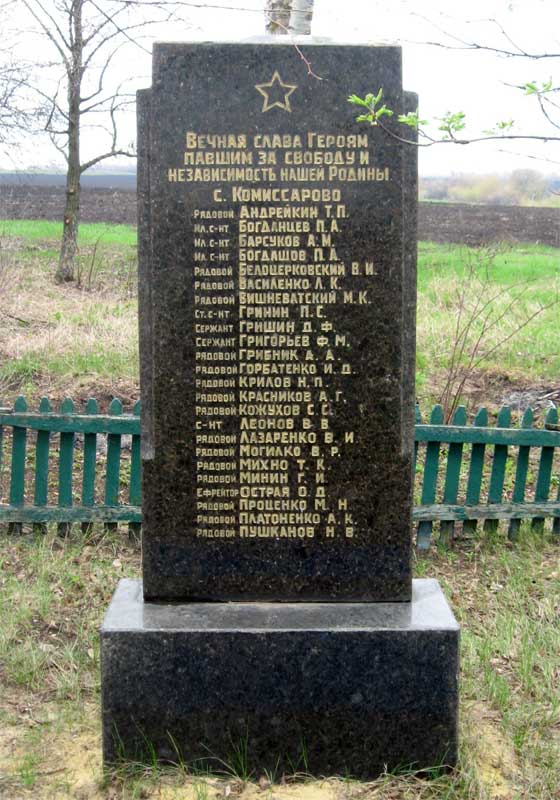 Вечная слава Героям
павшим за свободу и
независимость нашей Родины
с. Комиссарово
рядовой Андрейкин Т.П.
мл.с-нт Богданцев П.А.
мл.с-нт Барсуков А.М.
мл.с-нт Богдашов П.А
рядовой Белоцерковский В.И.
рядовой Василенко Л.К.
рядовой Вишневатский М.К.
ст.с-нт Гринин П.С.
сержант Гришин Д.Ф.
сержант Григорьев Ф.М.
рядовой Грибник А.А.
рядовой Горбатенко И.Д.
рядовой Крилов Н.П.
рядовой Красников А.Г.
рядовой Кожухов С.С.
с-нт Леонов В.В
рядовой Лазаренко В.И
рядовой Могилко В.Р.
рядовой Михно Т.К.
рядовой Минин Г.И.
ефрейтор Острая О.Д
рядовой Проценко М.Н
рядовой Платоненко А.К.
рядовой Пушканов Н.В.